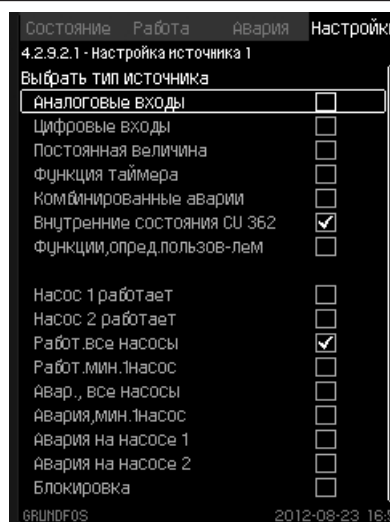 Состояние Работа Авария Настройки
4.2.9.2.1 - Настройка источника 1
Выбрать тип источника
Аналоговые входы
Цифровые входы
Постоянная величина
Функция таймера
Комбинированные аварии
Внутренние состояния CU 362
Функции,опред.пользов-лем
Насос 1 работает
Насос 2 работает
Работ.все насосы
Работ.мин.1насос
Авар., все насосы
Авария,мин.1насос
Авария на насосе 1
Авария на насосе 2
Блокировка
GRUNDFOS 2012-08-23